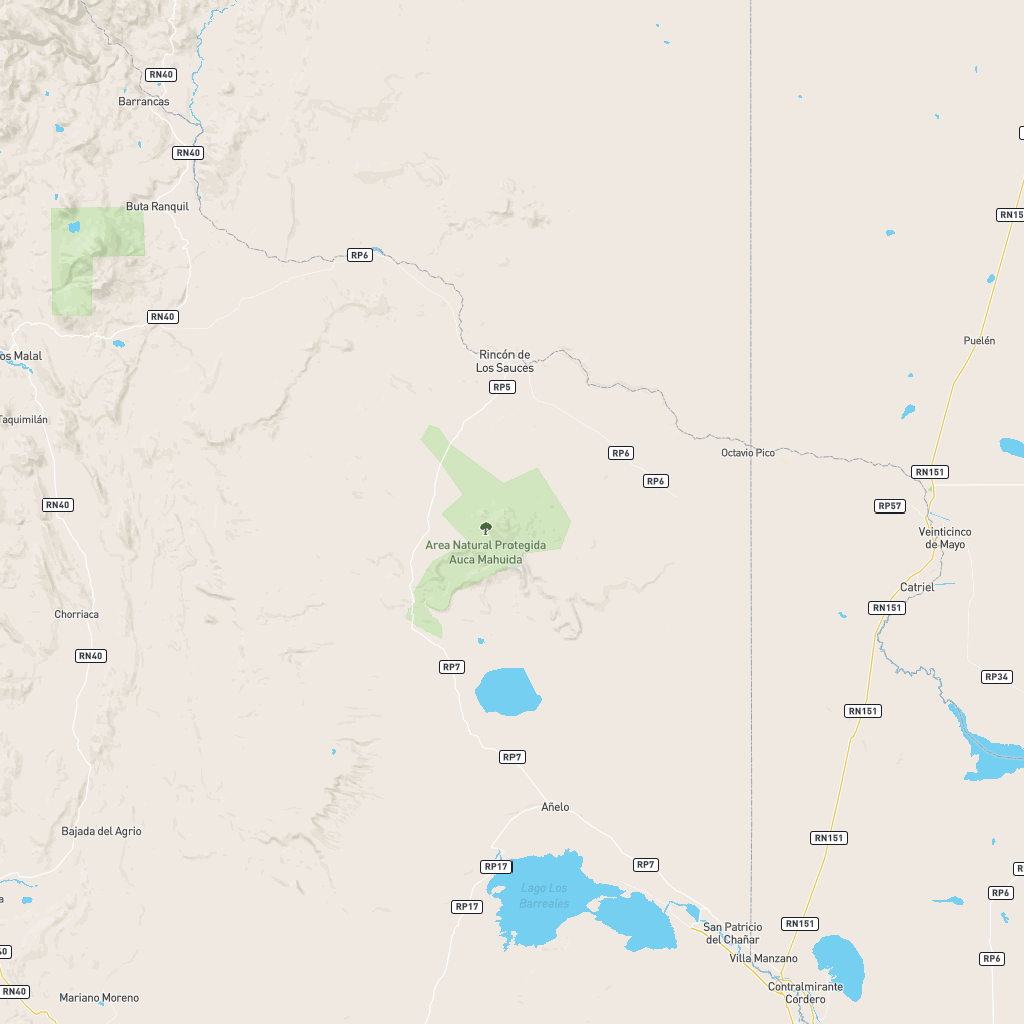 RN40
Barrancas
RN40
Buta Ranquil
RN15
RP6
RN40
Puelén
os Malal
Rincón de
Los Sauces
RP5
Taquimilán
RP6
Octavio Pico
RN151
RP6
RN40
RP57
Area Natural Protegida
Auca Mahuida
Veinticinco
de Mayo
Catriel
RN151
Chorriaca
RN40
RP7
RP34
RN151
RP7
Añelo
Bajada del Agrio
RN151
RP17
RP7
Lago Los
Barreales
RP6
RP17
RN151
San Patricio
del Chañar
40
Villa Manzano
RP6
RN40
Mariano Moreno
Contralmirante
Cordero